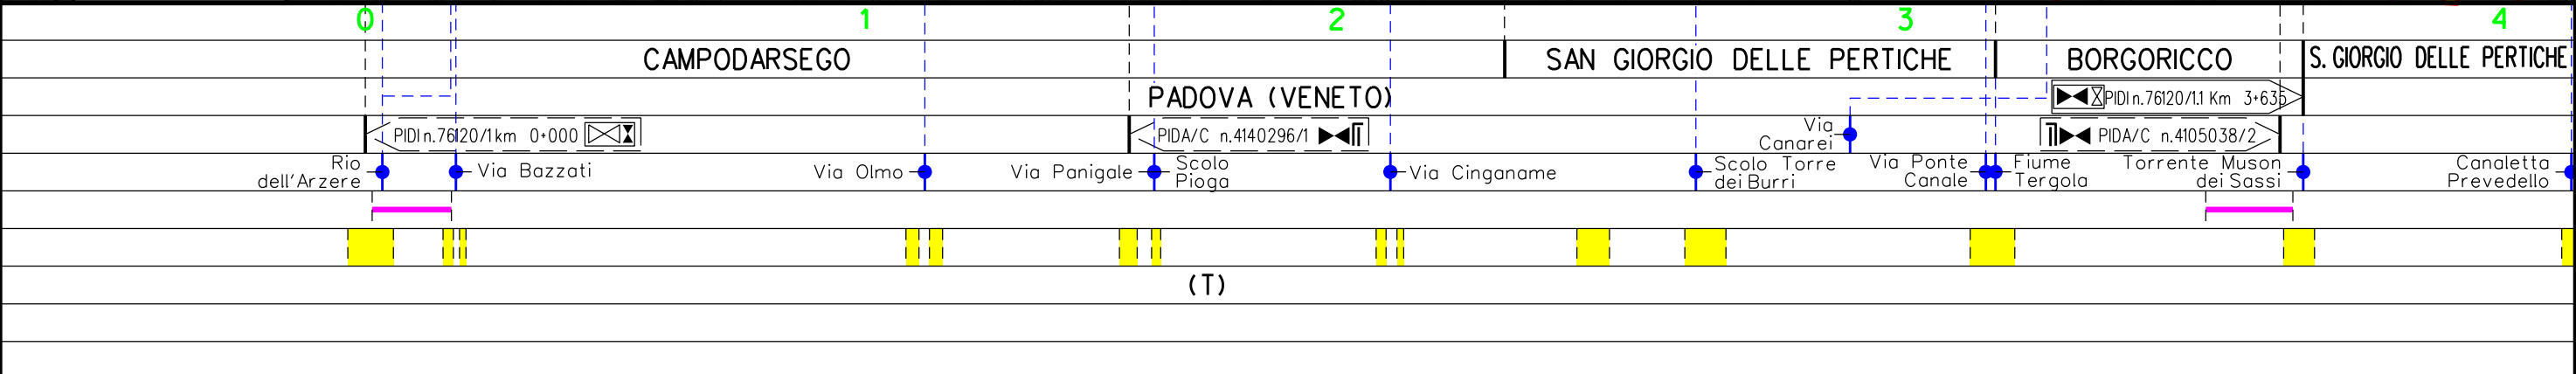 0 1 2 3 4
CAMPODARSEGO SAN GIORGIO DELLE PERTICHE BORGORICCO S. GIORGIO DELLE PERTICHE
PADOVA (VENETO) PIDI n.76120/1.1 Km 3+635
PIDI n.76120/1 km 0+000 PIDA/C n.4140296/1 Via Canarei PIDA/C n.4105038/2
Rio dell'Arzere Via Bazzati Via Olmo Via Panigale Scolo Pioga Via Cinganame Scolo Torre dei Burri Via Ponte Canale Fiume Tergola Torrente Muson dei Sassi Canaletta Prevedello
(T)